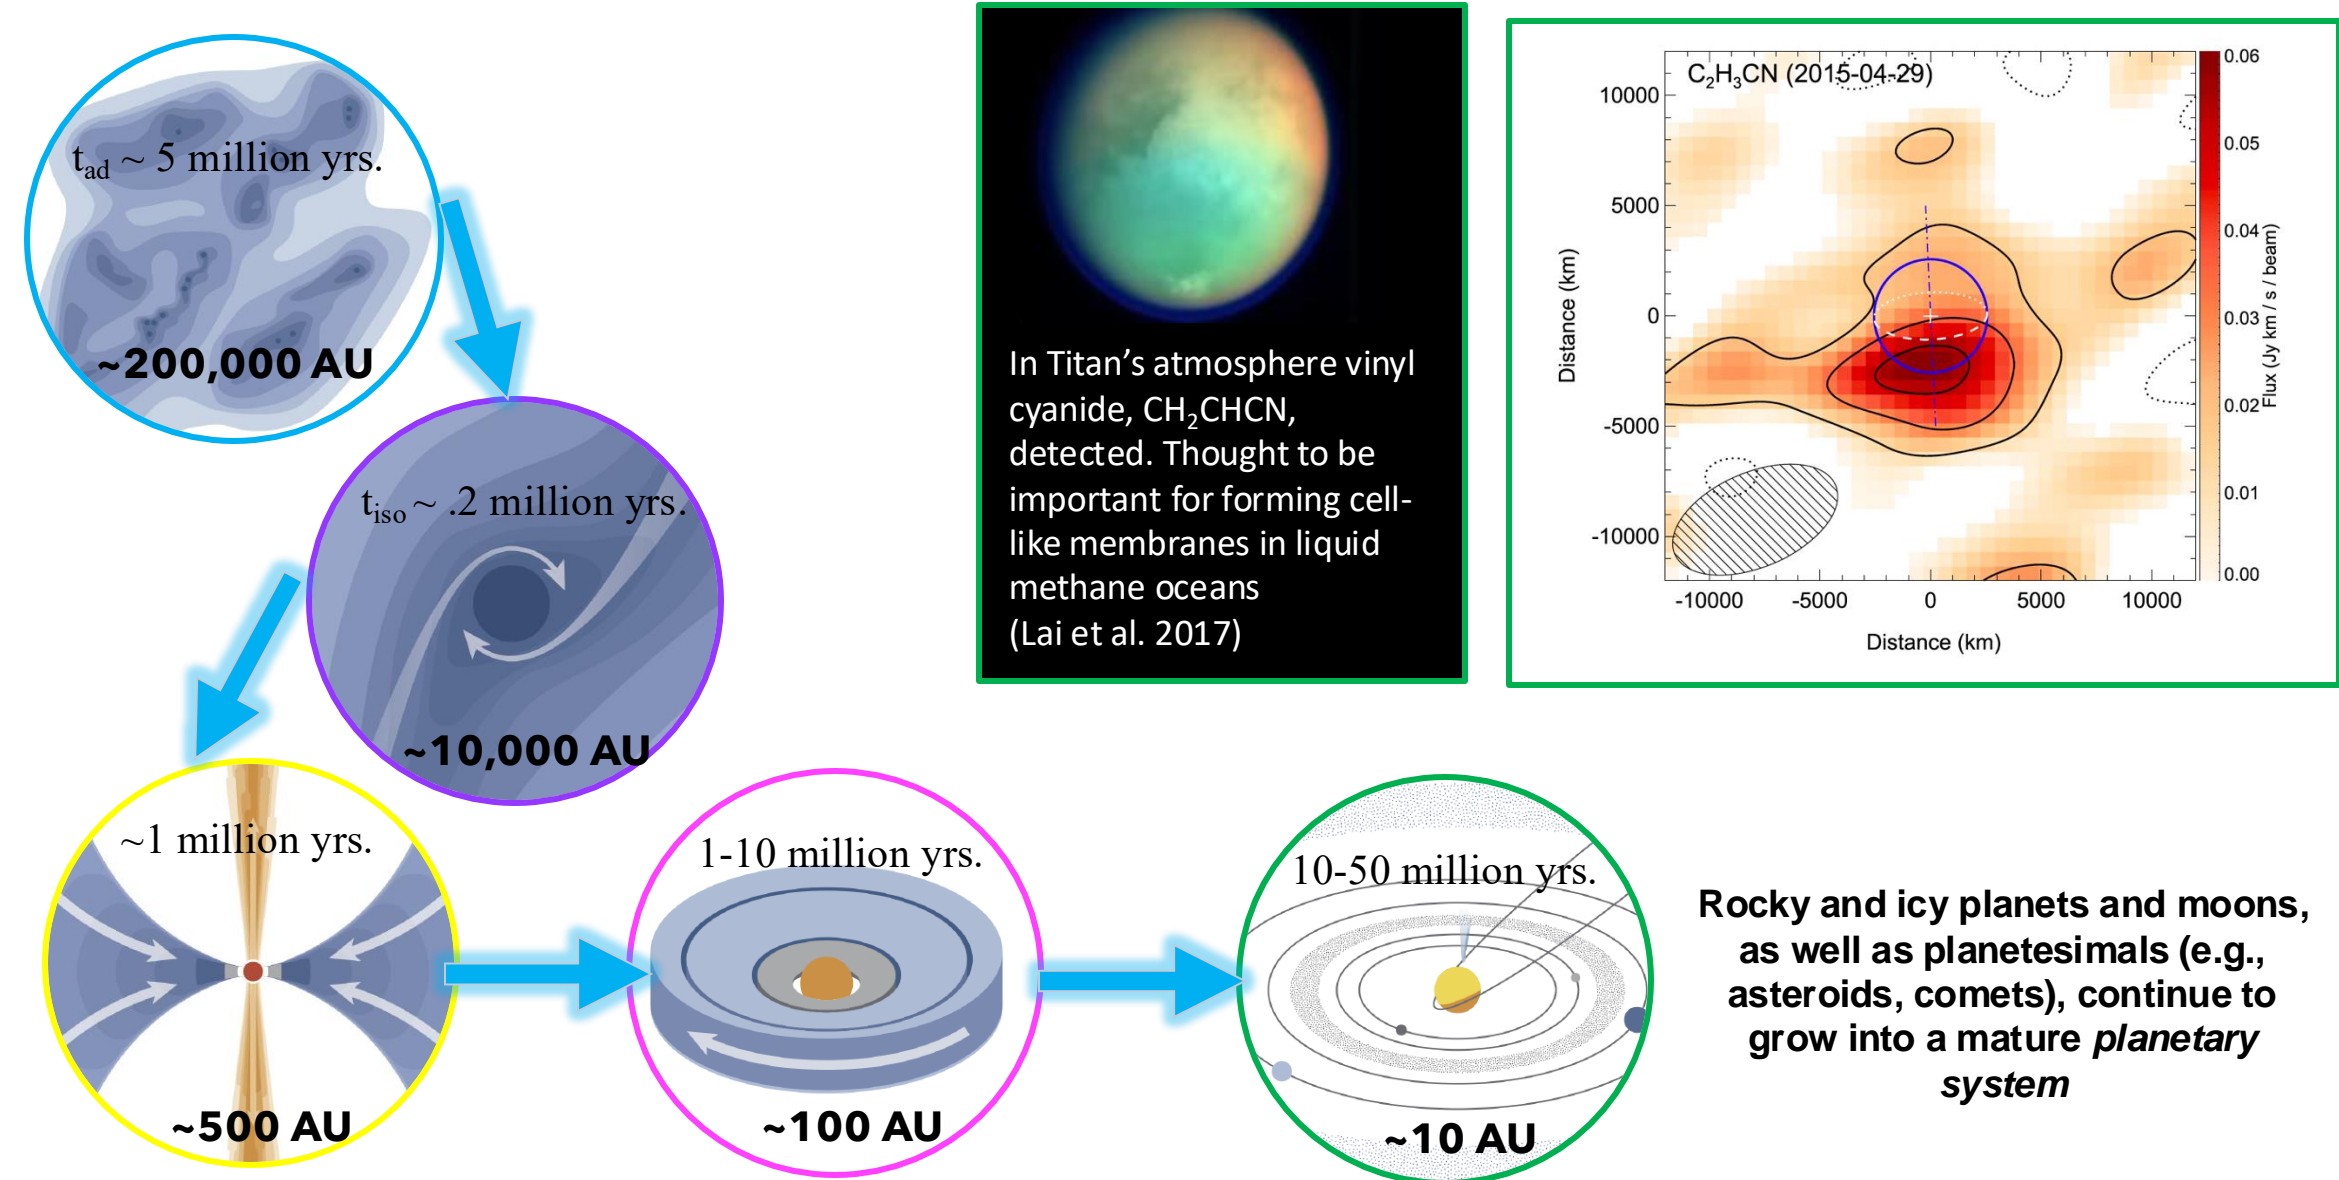 t_ad ~ 5 million yrs.
~200,000 AU
t_iso ~ .2 million yrs.
~10,000 AU
~1 million yrs.
~500 AU
1-10 million yrs.
~100 AU
10-50 million yrs.
~10 AU
In Titan’s atmosphere vinyl
cyanide, CH₂CHCN,
detected. Thought to be
important for forming cell-
like membranes in liquid
methane oceans
(Lai et al. 2017)
C₂H₃CN (2015-04-29)
Distance (km)
10000
5000
0
-5000
-10000
-10000 -5000 0 5000 10000
Distance (km)
0.06
0.05
0.04
0.03
0.02
0.01
0.00
Flux (Jy km / s / beam)
Rocky and icy planets and moons,
as well as planetesimals (e.g.,
asteroids, comets), continue to
grow into a mature planetary
system